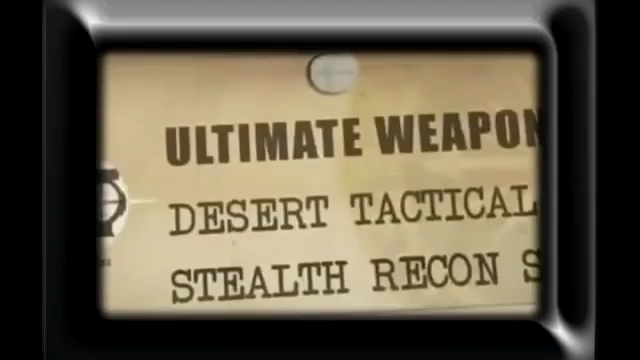 ULTIMATE WEAPON
DESERT TACTICAL
STEALTH RECON S